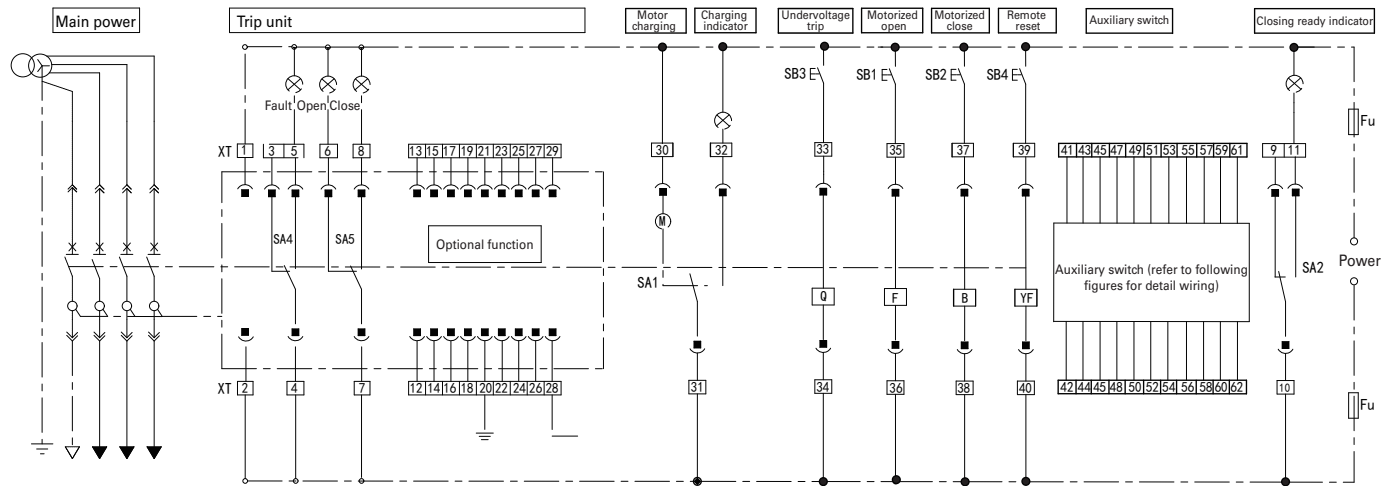 Main power
Trip unit
Motor
charging
Charging
indicator
Undervoltage
trip
Motorized
open
Motorized
close
Remote
reset
Auxiliary switch
Closing ready indicator
SB3
SB1
SB2
SB4
Fault Open Close
Fu
XT 1 3 5 6 8 13 15 17 19 21 23 25 27 29 30 32 33 35 37 39 41 43 45 47 49 51 53 55 57 59 61 9 11
M
SA4
SA5
Optional function
SA1
Auxiliary switch (refer to following
figures for detail wiring)
SA2
Power
Q
F
B
YF
XT 2 4 7 12 14 16 18 20 22 24 26 28 31 34 36 38 40 42 44 45 48 50 52 54 56 58 60 62 10
Fu